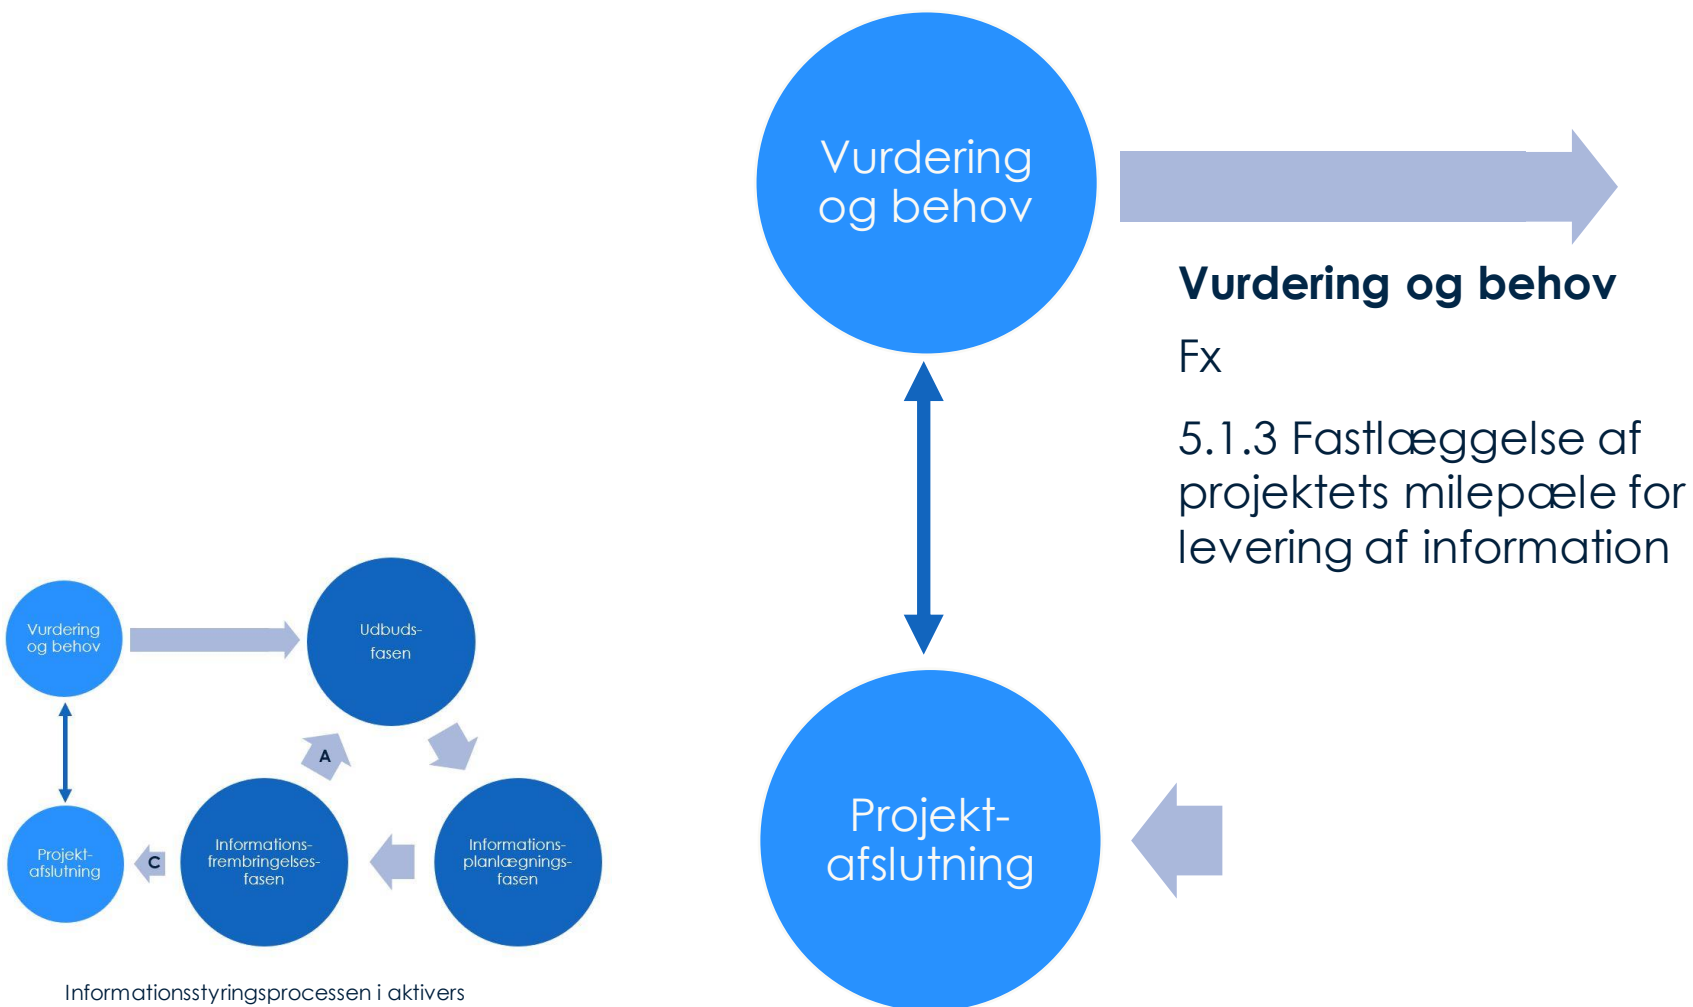 Vurdering
og behov
Vurdering og behov
Fx
5.1.3 Fastlæggelse af
projektets milepæle for
levering af information
Projekt-
afslutning
Vurdering
og behov
Udbuds-
fasen
A
Informations-
frembringelses-
fasen
Informations-
planlægnings-
fasen
C
Projekt-
afslutning
Informationsstyringsprocessen i aktivers